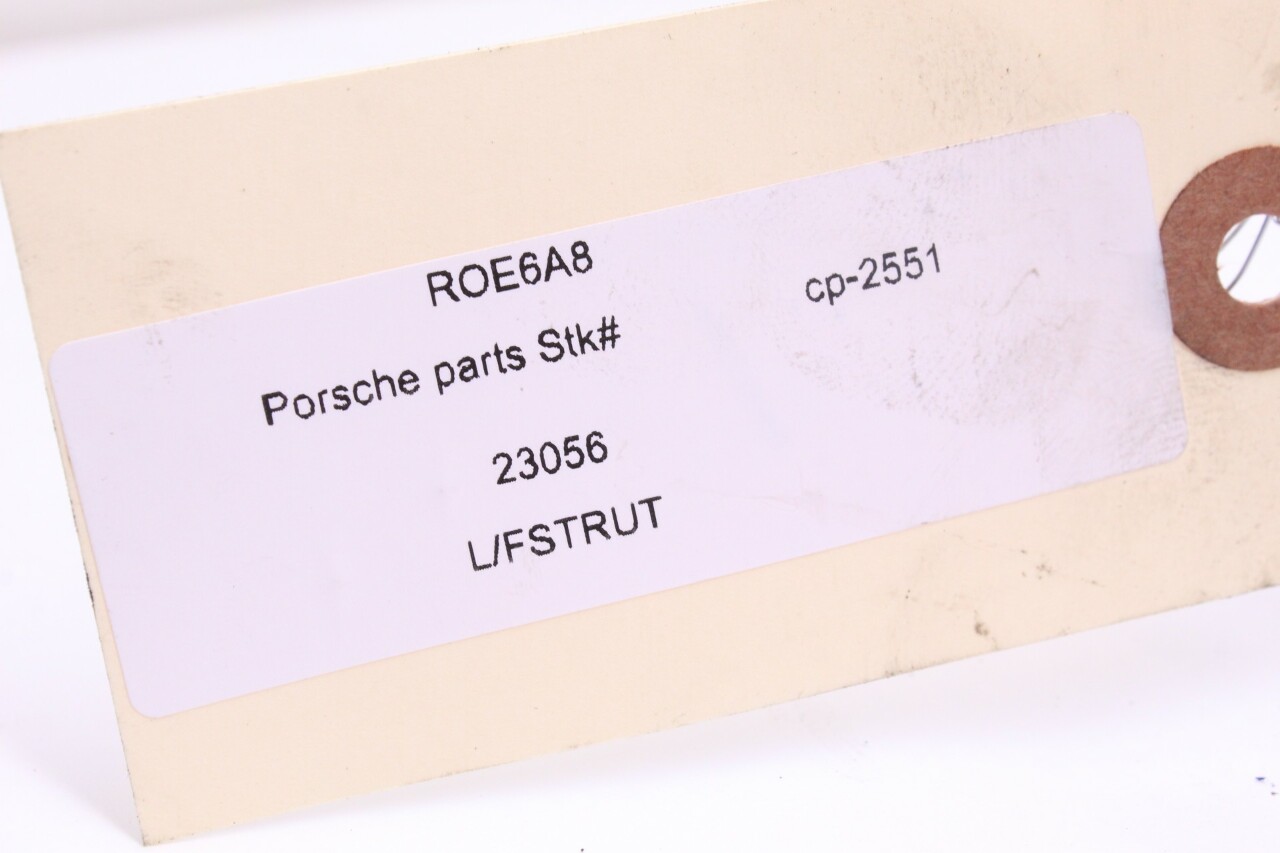 ROE6A8
cp-2551
Porsche parts Stk#
23056
L/FSTRUT